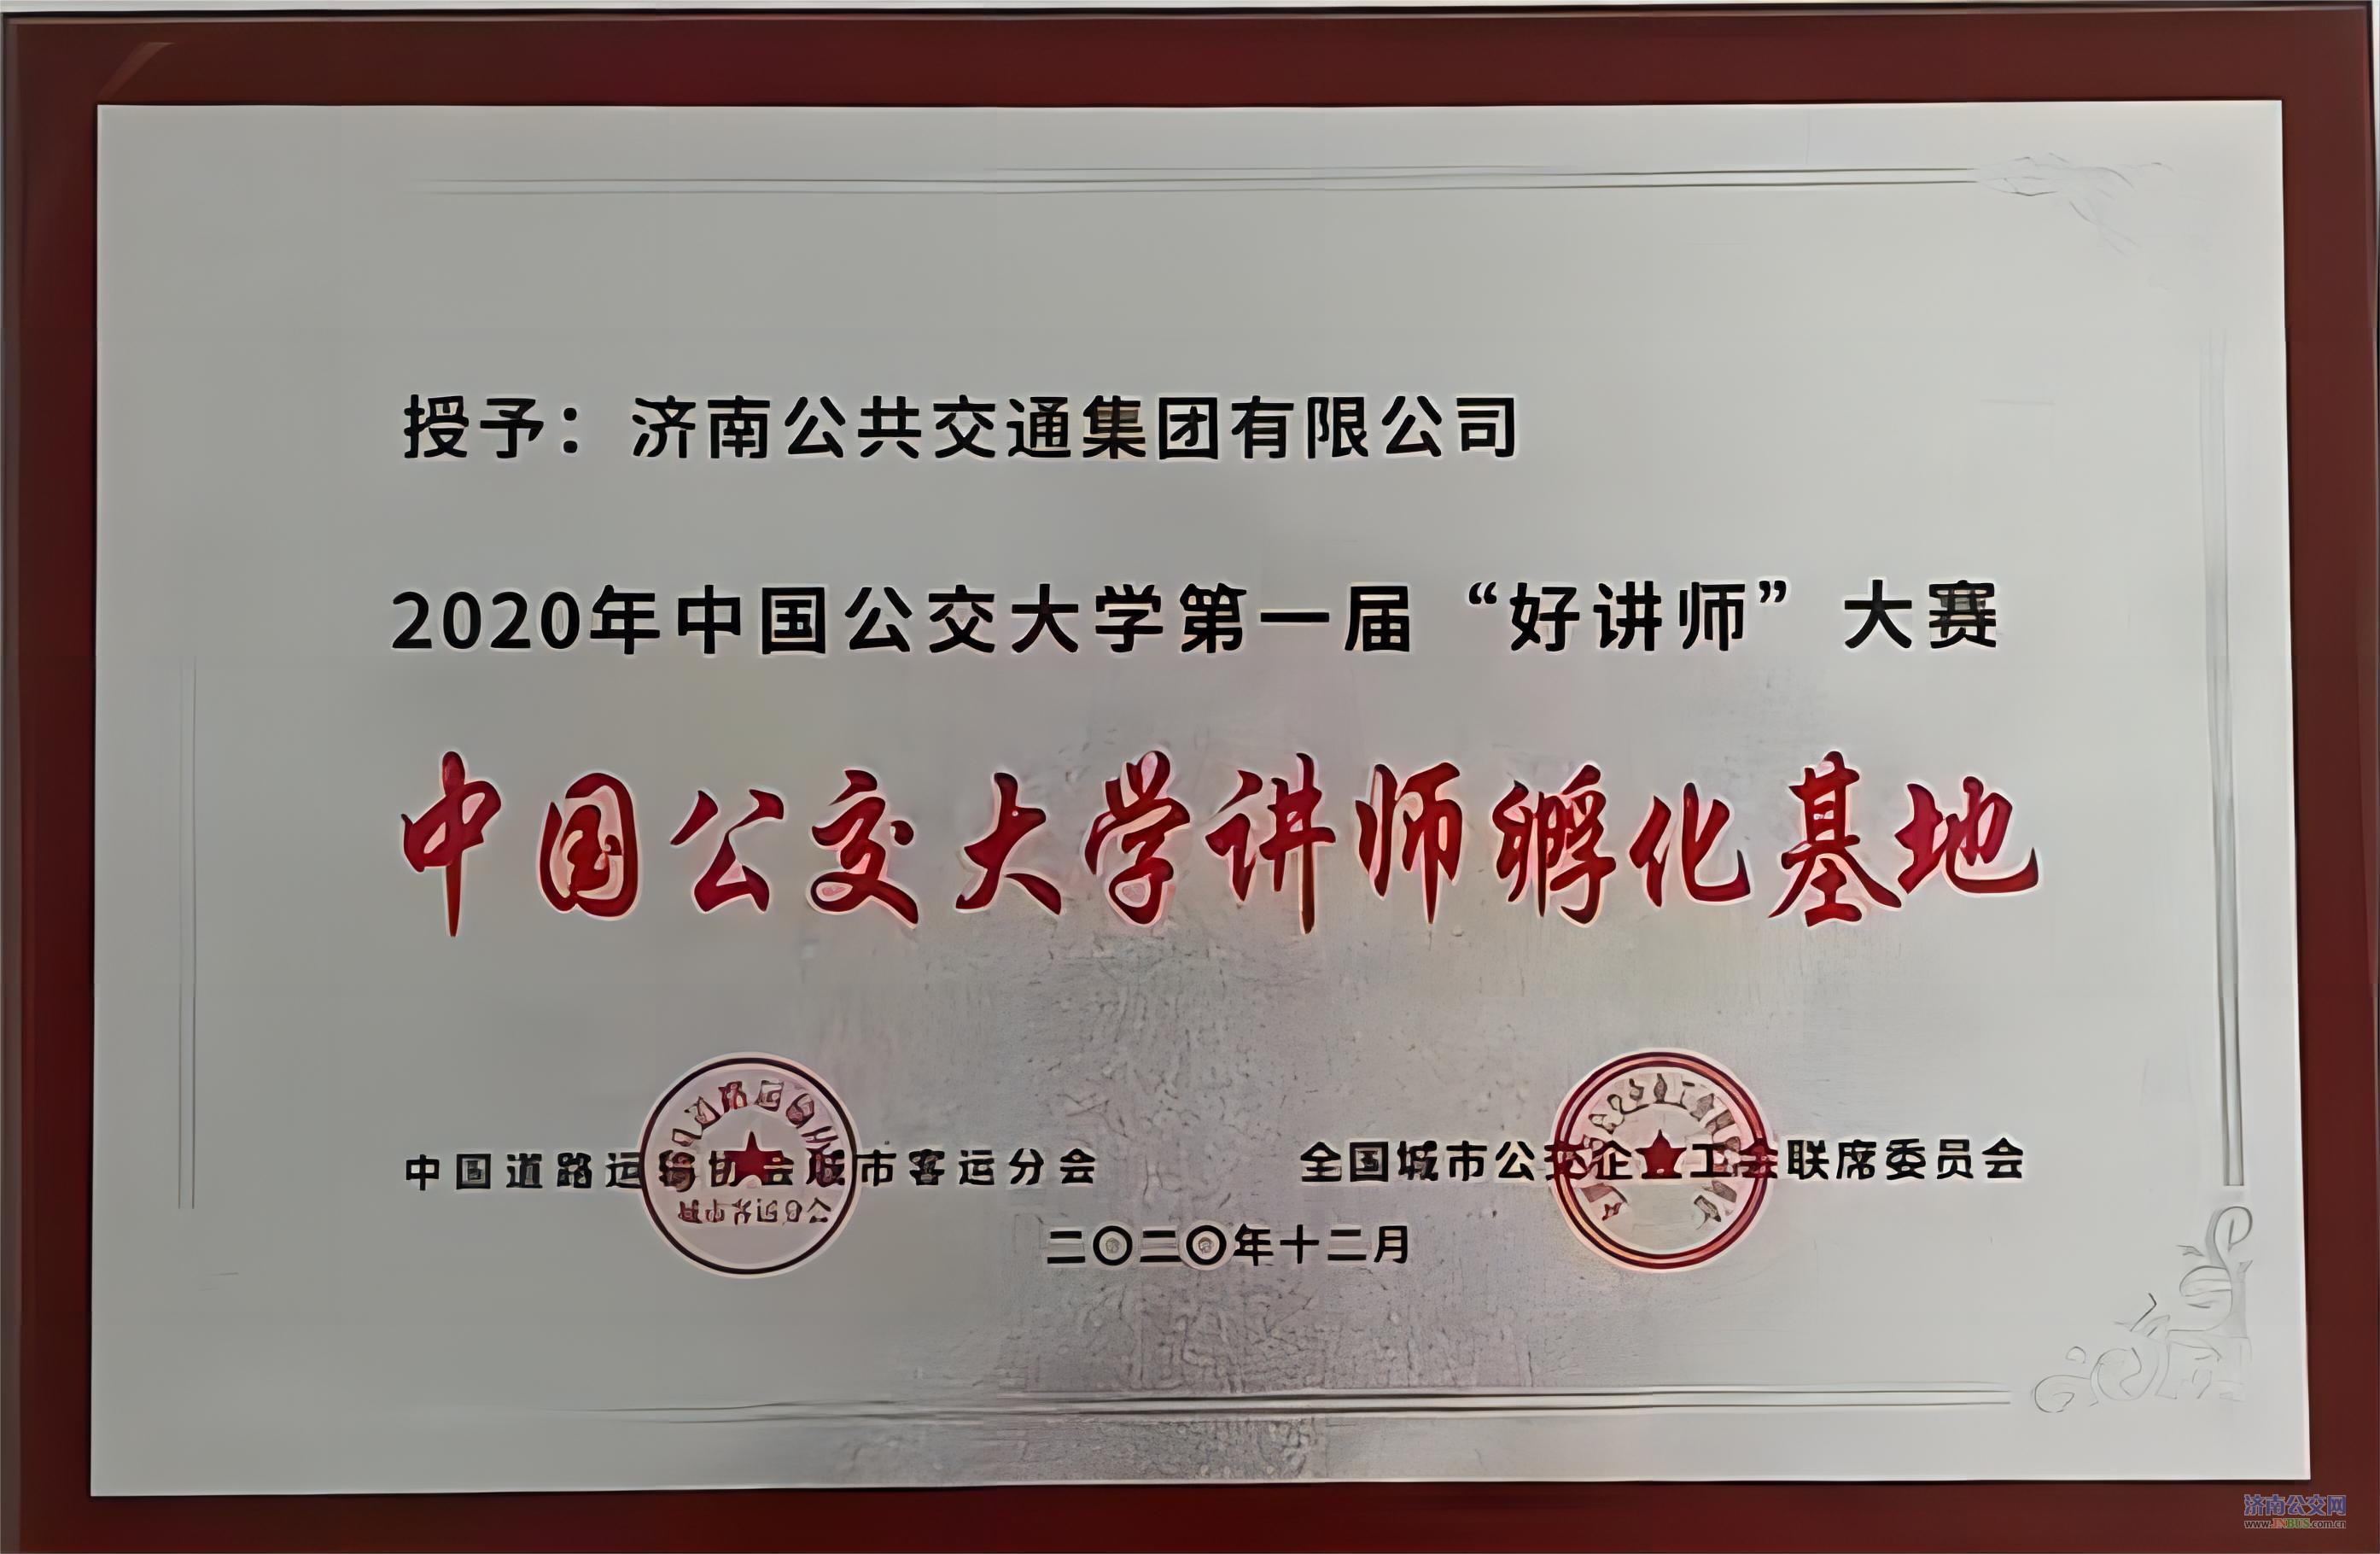 授予：济南公共交通集团有限公司
2020年中国公交大学第一届“好讲师”大赛
中国公交大学讲师孵化基地
中国道路运输协会城市客运分会
全国城市公交企业工会联席委员会
二〇二〇年十二月
济南公交网
www.JNBUS.com.cn